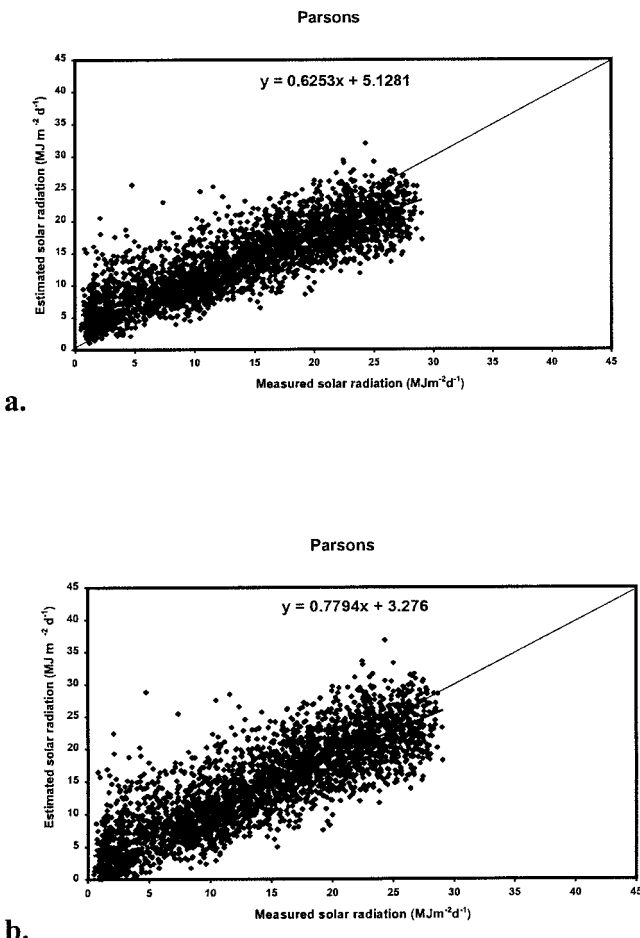 Parsons
y = 0.6253x + 5.1281
Estimated solar radiation (MJ m -2 d-1)
45
40
35
30
25
20
15
10
5
0
0 5 10 15 20 25 30 35 40 45
Measured solar radiation (MJm-2d-1)
a.
Parsons
y = 0.7794x + 3.276
Estimated solar radiation (MJ m -2 d-1)
45
40
35
30
25
20
15
10
5
0
0 5 10 15 20 25 30 35 40 45
Measured solar radiation (MJm-2d-1)
b.